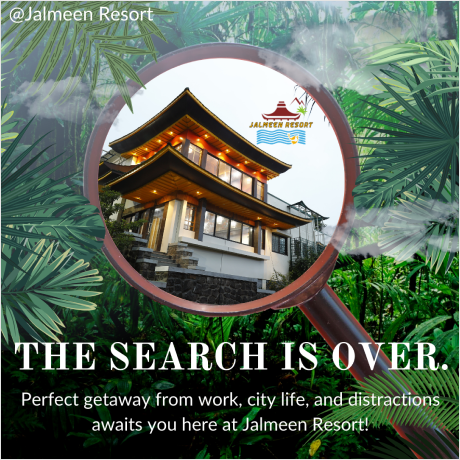 @Jalmeen Resort
JALMEEN RESORT
THE SEARCH IS OVER.
Perfect getaway from work, city life, and distractions
awaits you here at Jalmeen Resort!